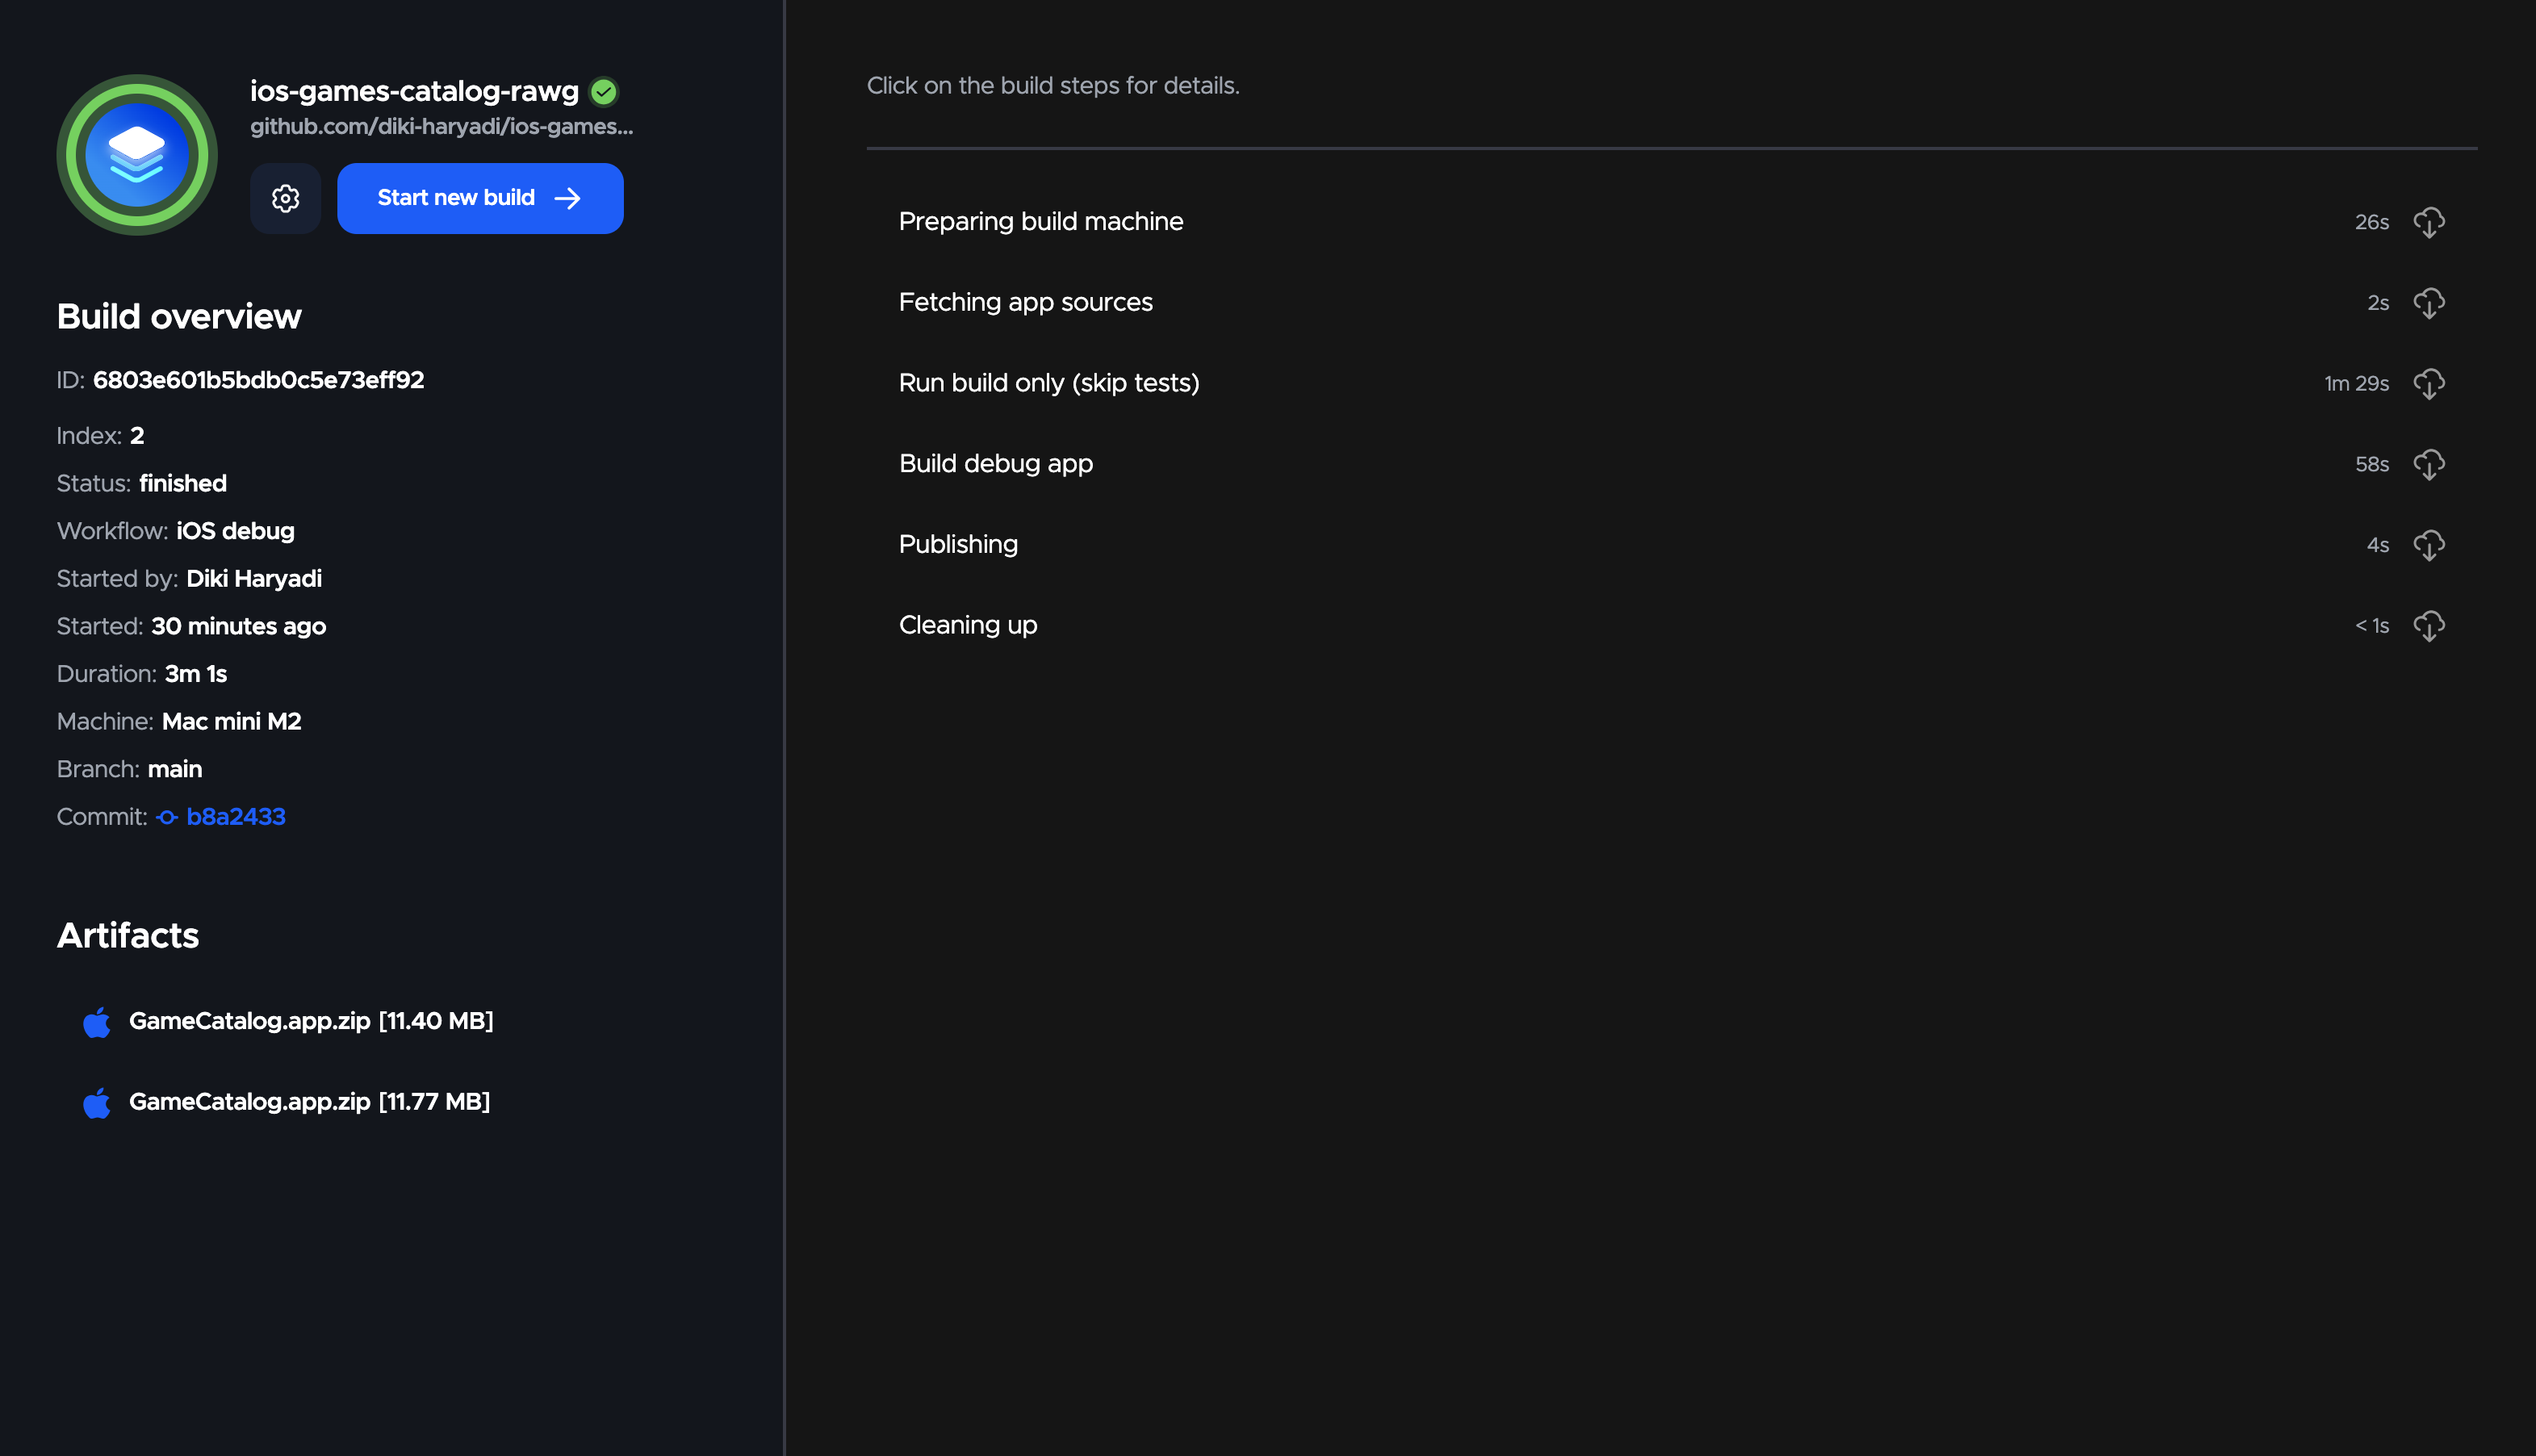 ios-games-catalog-rawg
github.com/diki-haryadi/ios-games...
Start new build
Build overview
ID: 6803e601b5bdb0c5e73eff92
Index: 2
Status: finished
Workflow: iOS debug
Started by: Diki Haryadi
Started: 30 minutes ago
Duration: 3m 1s
Machine: Mac mini M2
Branch: main
Commit: b8a2433
Artifacts
GameCatalog.app.zip [11.40 MB]
GameCatalog.app.zip [11.77 MB]
Click on the build steps for details.
Preparing build machine 26s
Fetching app sources 2s
Run build only (skip tests) 1m 29s
Build debug app 58s
Publishing 4s
Cleaning up < 1s